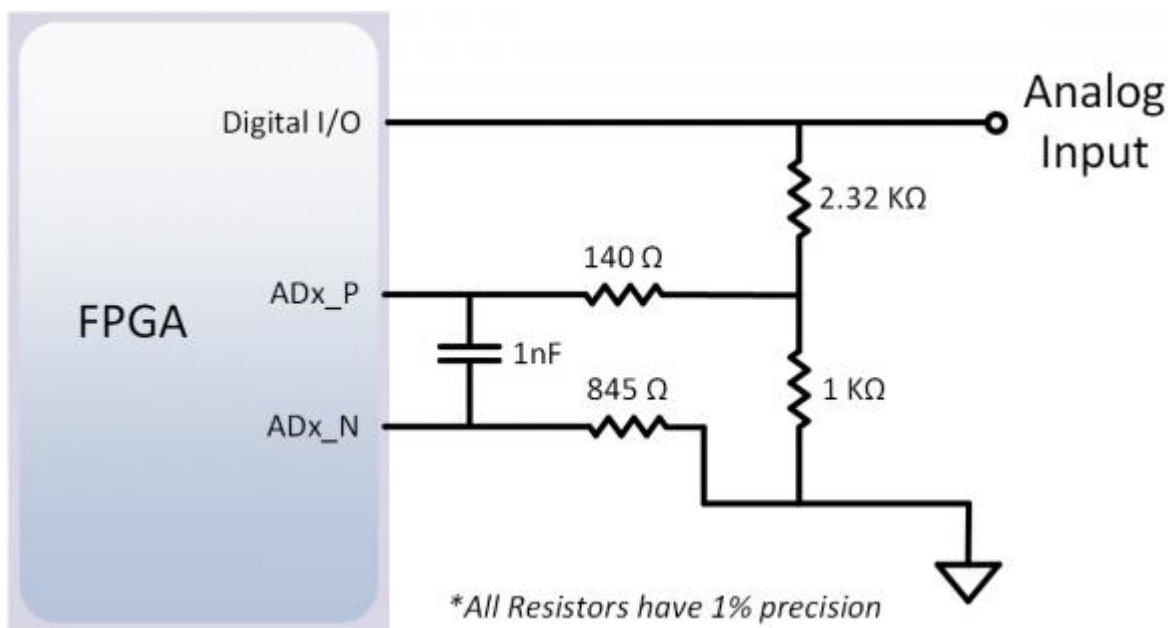 Digital I/O
Analog
Input
2.32 KΩ
140 Ω
ADx_P
FPGA
1nF
845 Ω
1 KΩ
ADx_N
*All Resistors have 1% precision